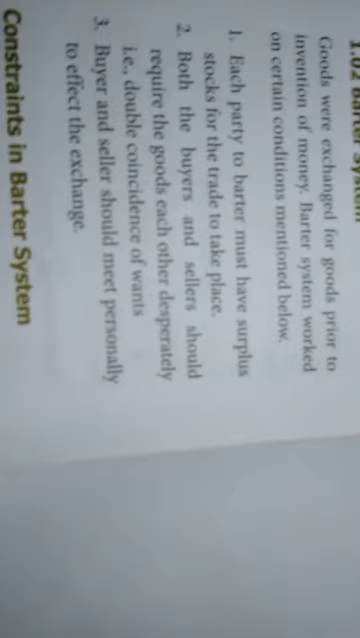 1.02 Barter System
Goods were exchanged for goods prior to
invention of money. Barter system worked
on certain conditions mentioned below.
1. Each party to barter must have surplus
stocks for the trade to take place.
2. Both the buyers and sellers should
require the goods each other desperately
i.e., double coincidence of wants
3. Buyer and seller should meet personally
to effect the exchange.
Constraints in Barter System